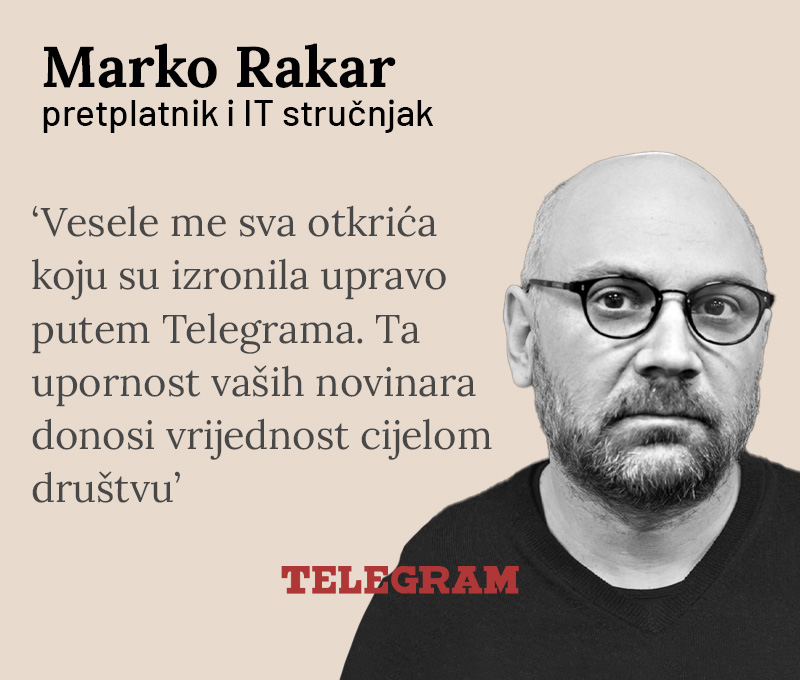 Marko Rakar
pretplatnik i IT stručnjak
‘Vesele me sva otkrića
koju su izronila upravo
putem Telegrama. Ta
upornost vaših novinara
donosi vrijednost cijelom
društvu’
TELEGRAM